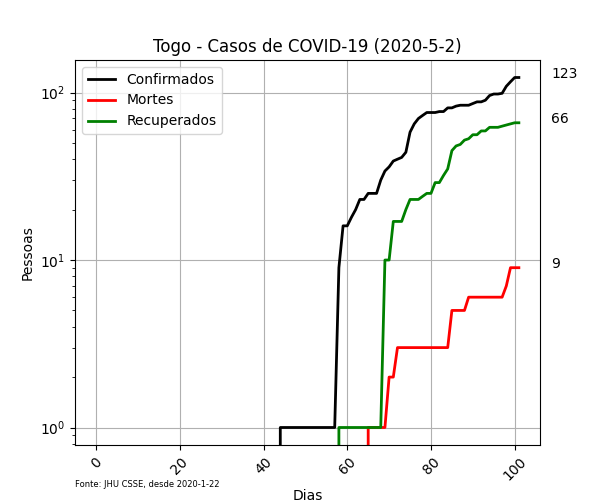 Togo - Casos de COVID-19 (2020-5-2)
Confirmados
Mortes
Recuperados
123
66
9
10²
10¹
10⁰
Pessoas
0
20
40
60
80
100
Fonte: JHU CSSE, desde 2020-1-22
Dias